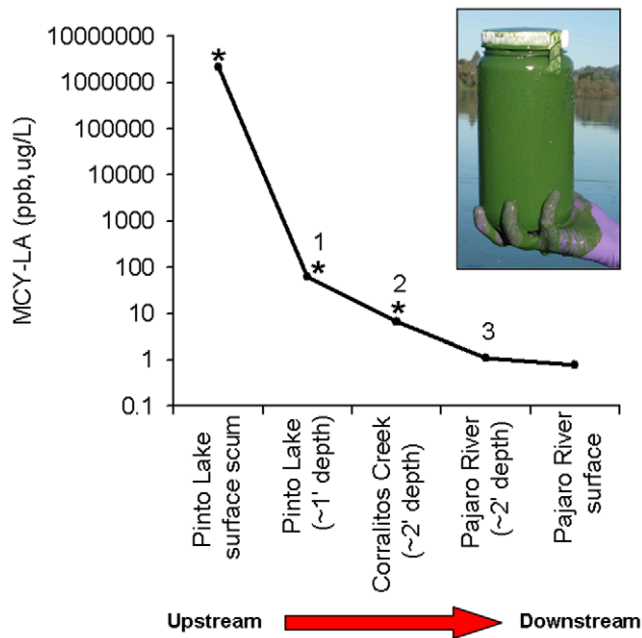 MCY-LA (ppb,ug/L)
10000000
1000000
100000
10000
1000
100
10
1
0.1
*
1
*
2
*
3
Pinto Lake
surface scum
Pinto Lake
(~1' depth)
Corralitos Creek
(~2' depth)
Pajaro River
(~2' depth)
Pajaro River
surface
Upstream
Downstream